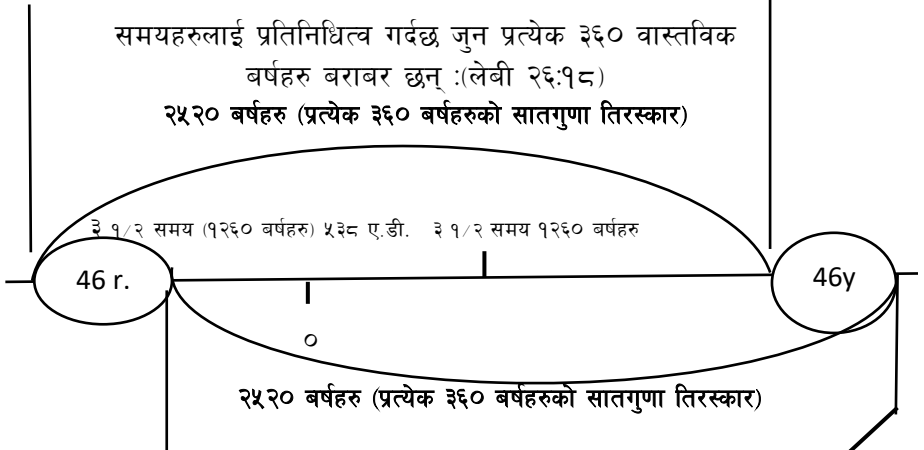 समयहरुलाई प्रतिनिधित्व गर्दछ जुन प्रत्येक ३६० वास्तविक
बर्षहरु बराबर छन् :(लेबी २६:१८)
२५२० बर्षहरु (प्रत्येक ३६० बर्षहरुको सातगुणा तिरस्कार)
३ १/२ समय (१२६० बर्षहरु) ५३८ ए.डी. ३ १/२ समय १२६० बर्षहरु
46 r.
46y
०
२५२० बर्षहरु (प्रत्येक ३६० बर्षहरुको सातगुणा तिरस्कार)